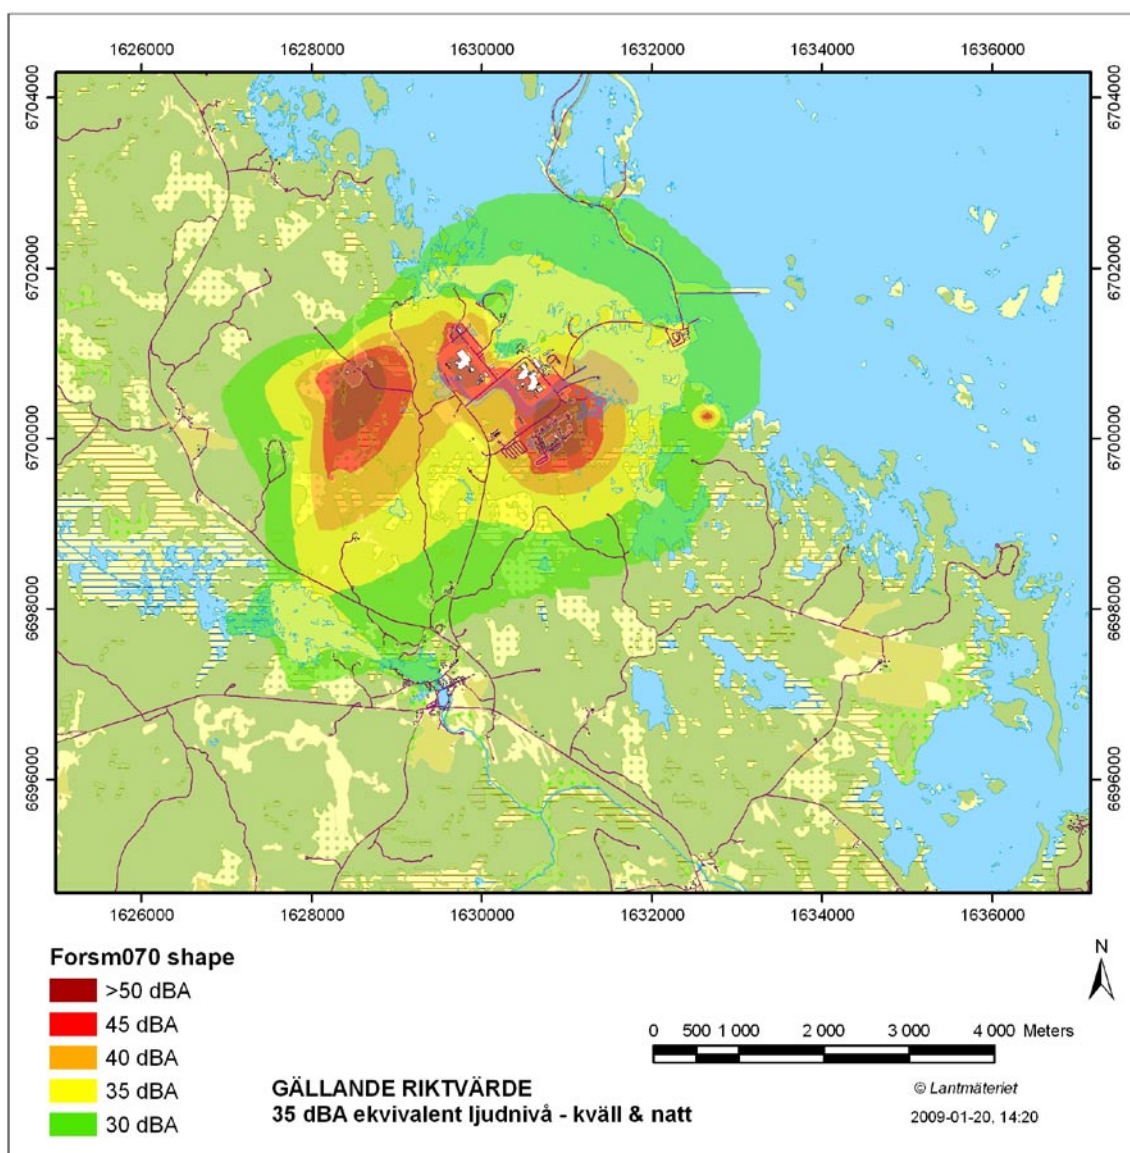 1626000 1628000 1630000 1632000 1634000 1636000
6704000 6704000
6702000 6702000
6700000 6700000
6698000 6698000
6696000 6696000
1626000 1628000 1630000 1632000 1634000 1636000
Forsm070 shape
>50 dBA
45 dBA
40 dBA
35 dBA
30 dBA
N
0 500 1 000 2 000 3 000 4 000 Meters
GÄLLANDE RIKTVÄRDE
35 dBA ekvivalent ljudnivå - kväll & natt
© Lantmäteriet
2009-01-20, 14:20